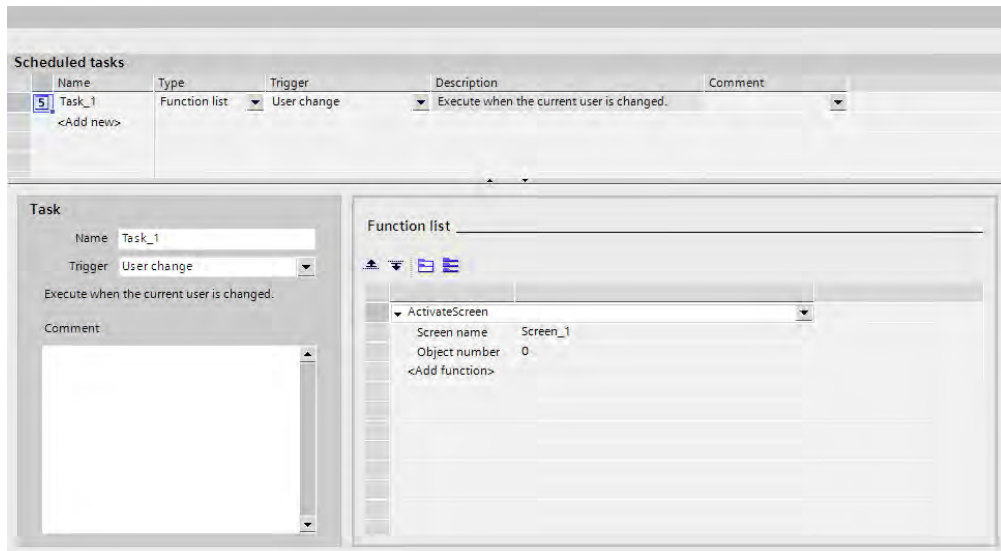 Scheduled tasks
Name Type Trigger Description Comment
5 Task_1 Function list User change Execute when the current user is changed.
<Add new>
Task
Name Task_1
Trigger User change
Execute when the current user is changed.
Comment
Function list
ActivateScreen
Screen name Screen_1
Object number 0
<Add function>